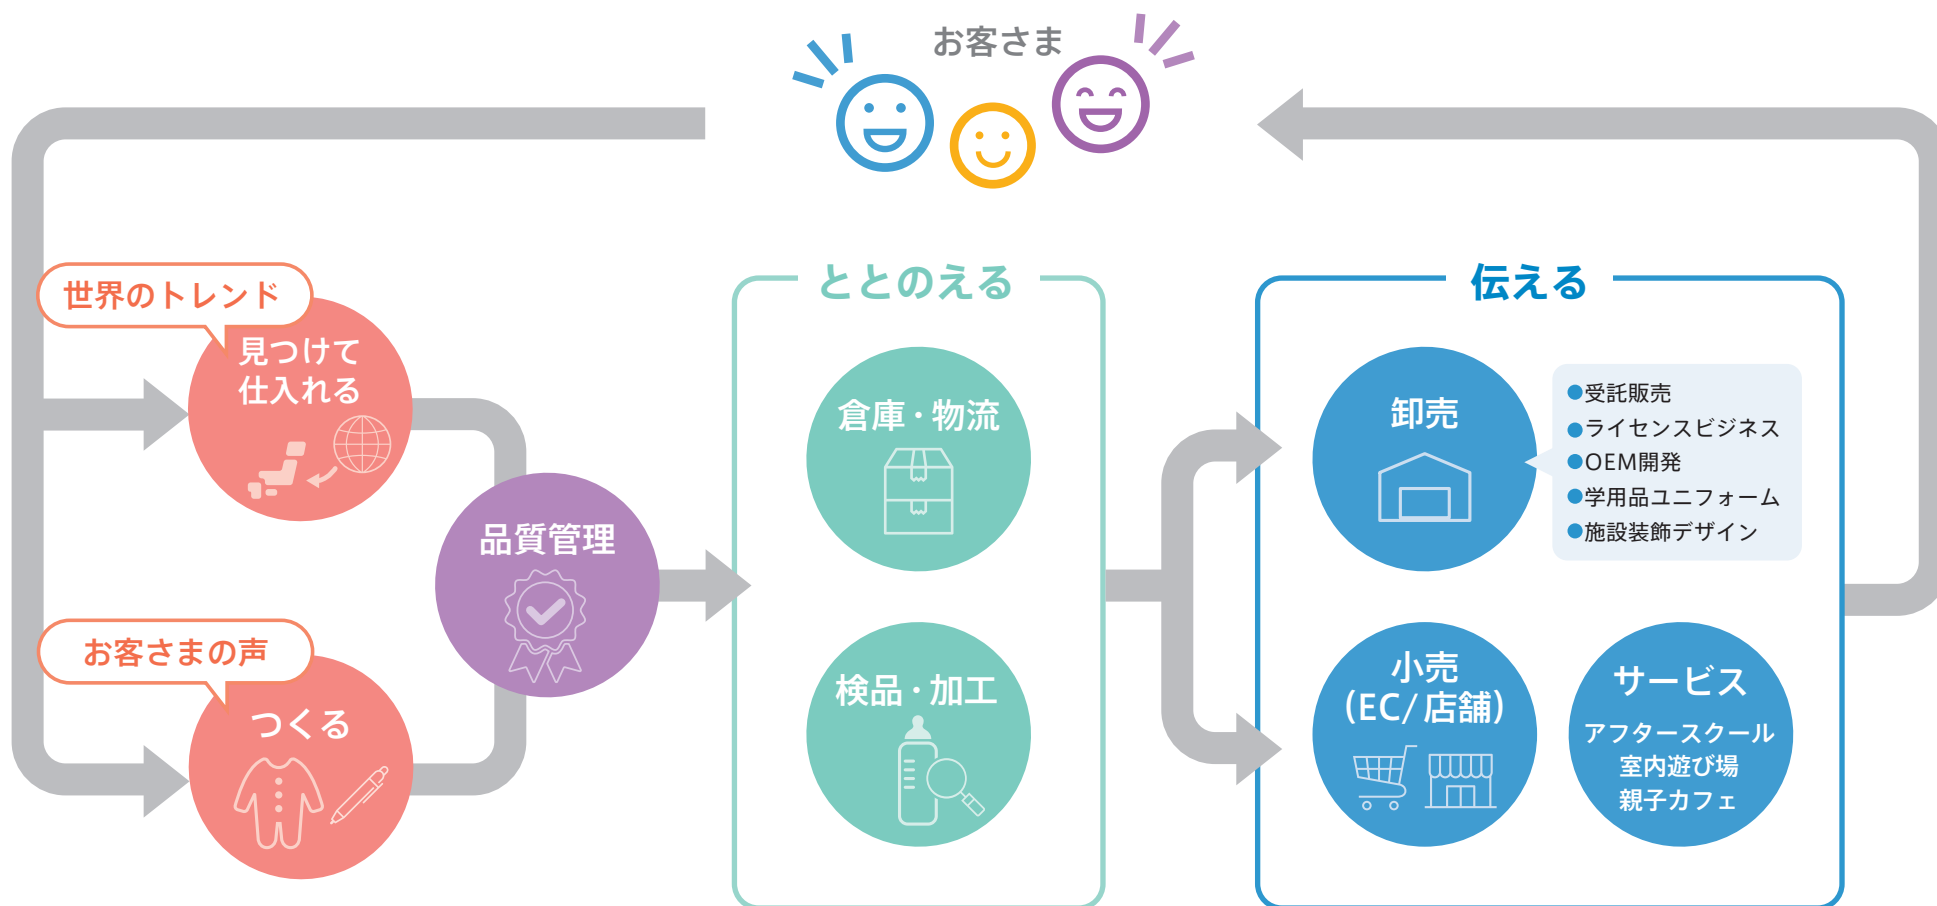 お客さま
世界のトレンド
見つけて
仕入れる
お客さまの声
つくる
品質管理
ととのえる
倉庫・物流
検品・加工
伝える
卸売
●受託販売
●ライセンスビジネス
●OEM開発
●学用品ユニフォーム
●施設装飾デザイン
小売
(EC/店舗)
サービス
アフタースクール
室内遊び場
親子カフェ